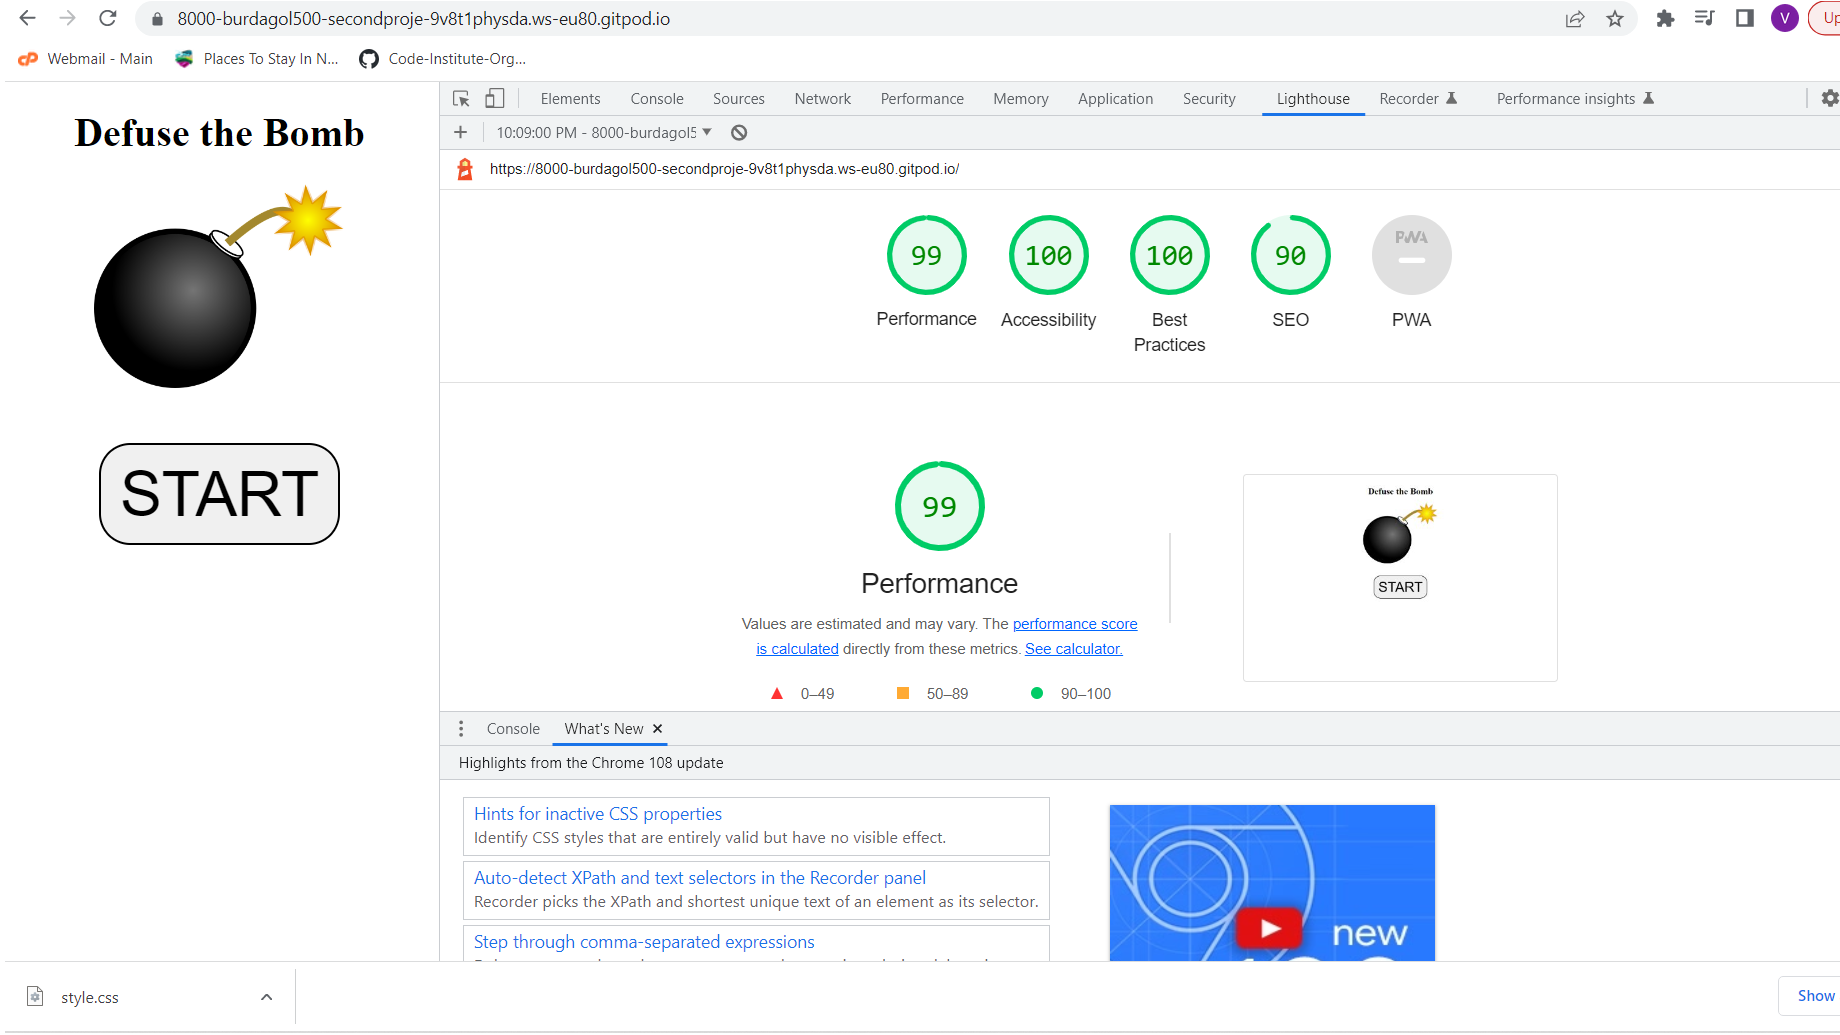 8000-burdagol500-secondproje-9v8t1physda.ws-eu80.gitpod.io
V
Up
Webmail - Main
Places To Stay In N...
Code-Institute-Org...
Elements Console Sources Network Performance Memory Application Security Lighthouse Recorder Performance insights
10:09:00 PM - 8000-burdagol5
https://8000-burdagol500-secondproje-9v8t1physda.ws-eu80.gitpod.io/
Defuse the Bomb
START
99 100 100 90 PWA
Performance Accessibility Best Practices SEO PWA
99
Performance
Values are estimated and may vary. The performance score
is calculated directly from these metrics. See calculator.
0–49 50–89 90–100
Defuse the Bomb
START
Console What's New
Highlights from the Chrome 108 update
Hints for inactive CSS properties
Identify CSS styles that are entirely valid but have no visible effect.
Auto-detect XPath and text selectors in the Recorder panel
Recorder picks the XPath and shortest unique text of an element as its selector.
Step through comma-separated expressions
new
style.css
Show